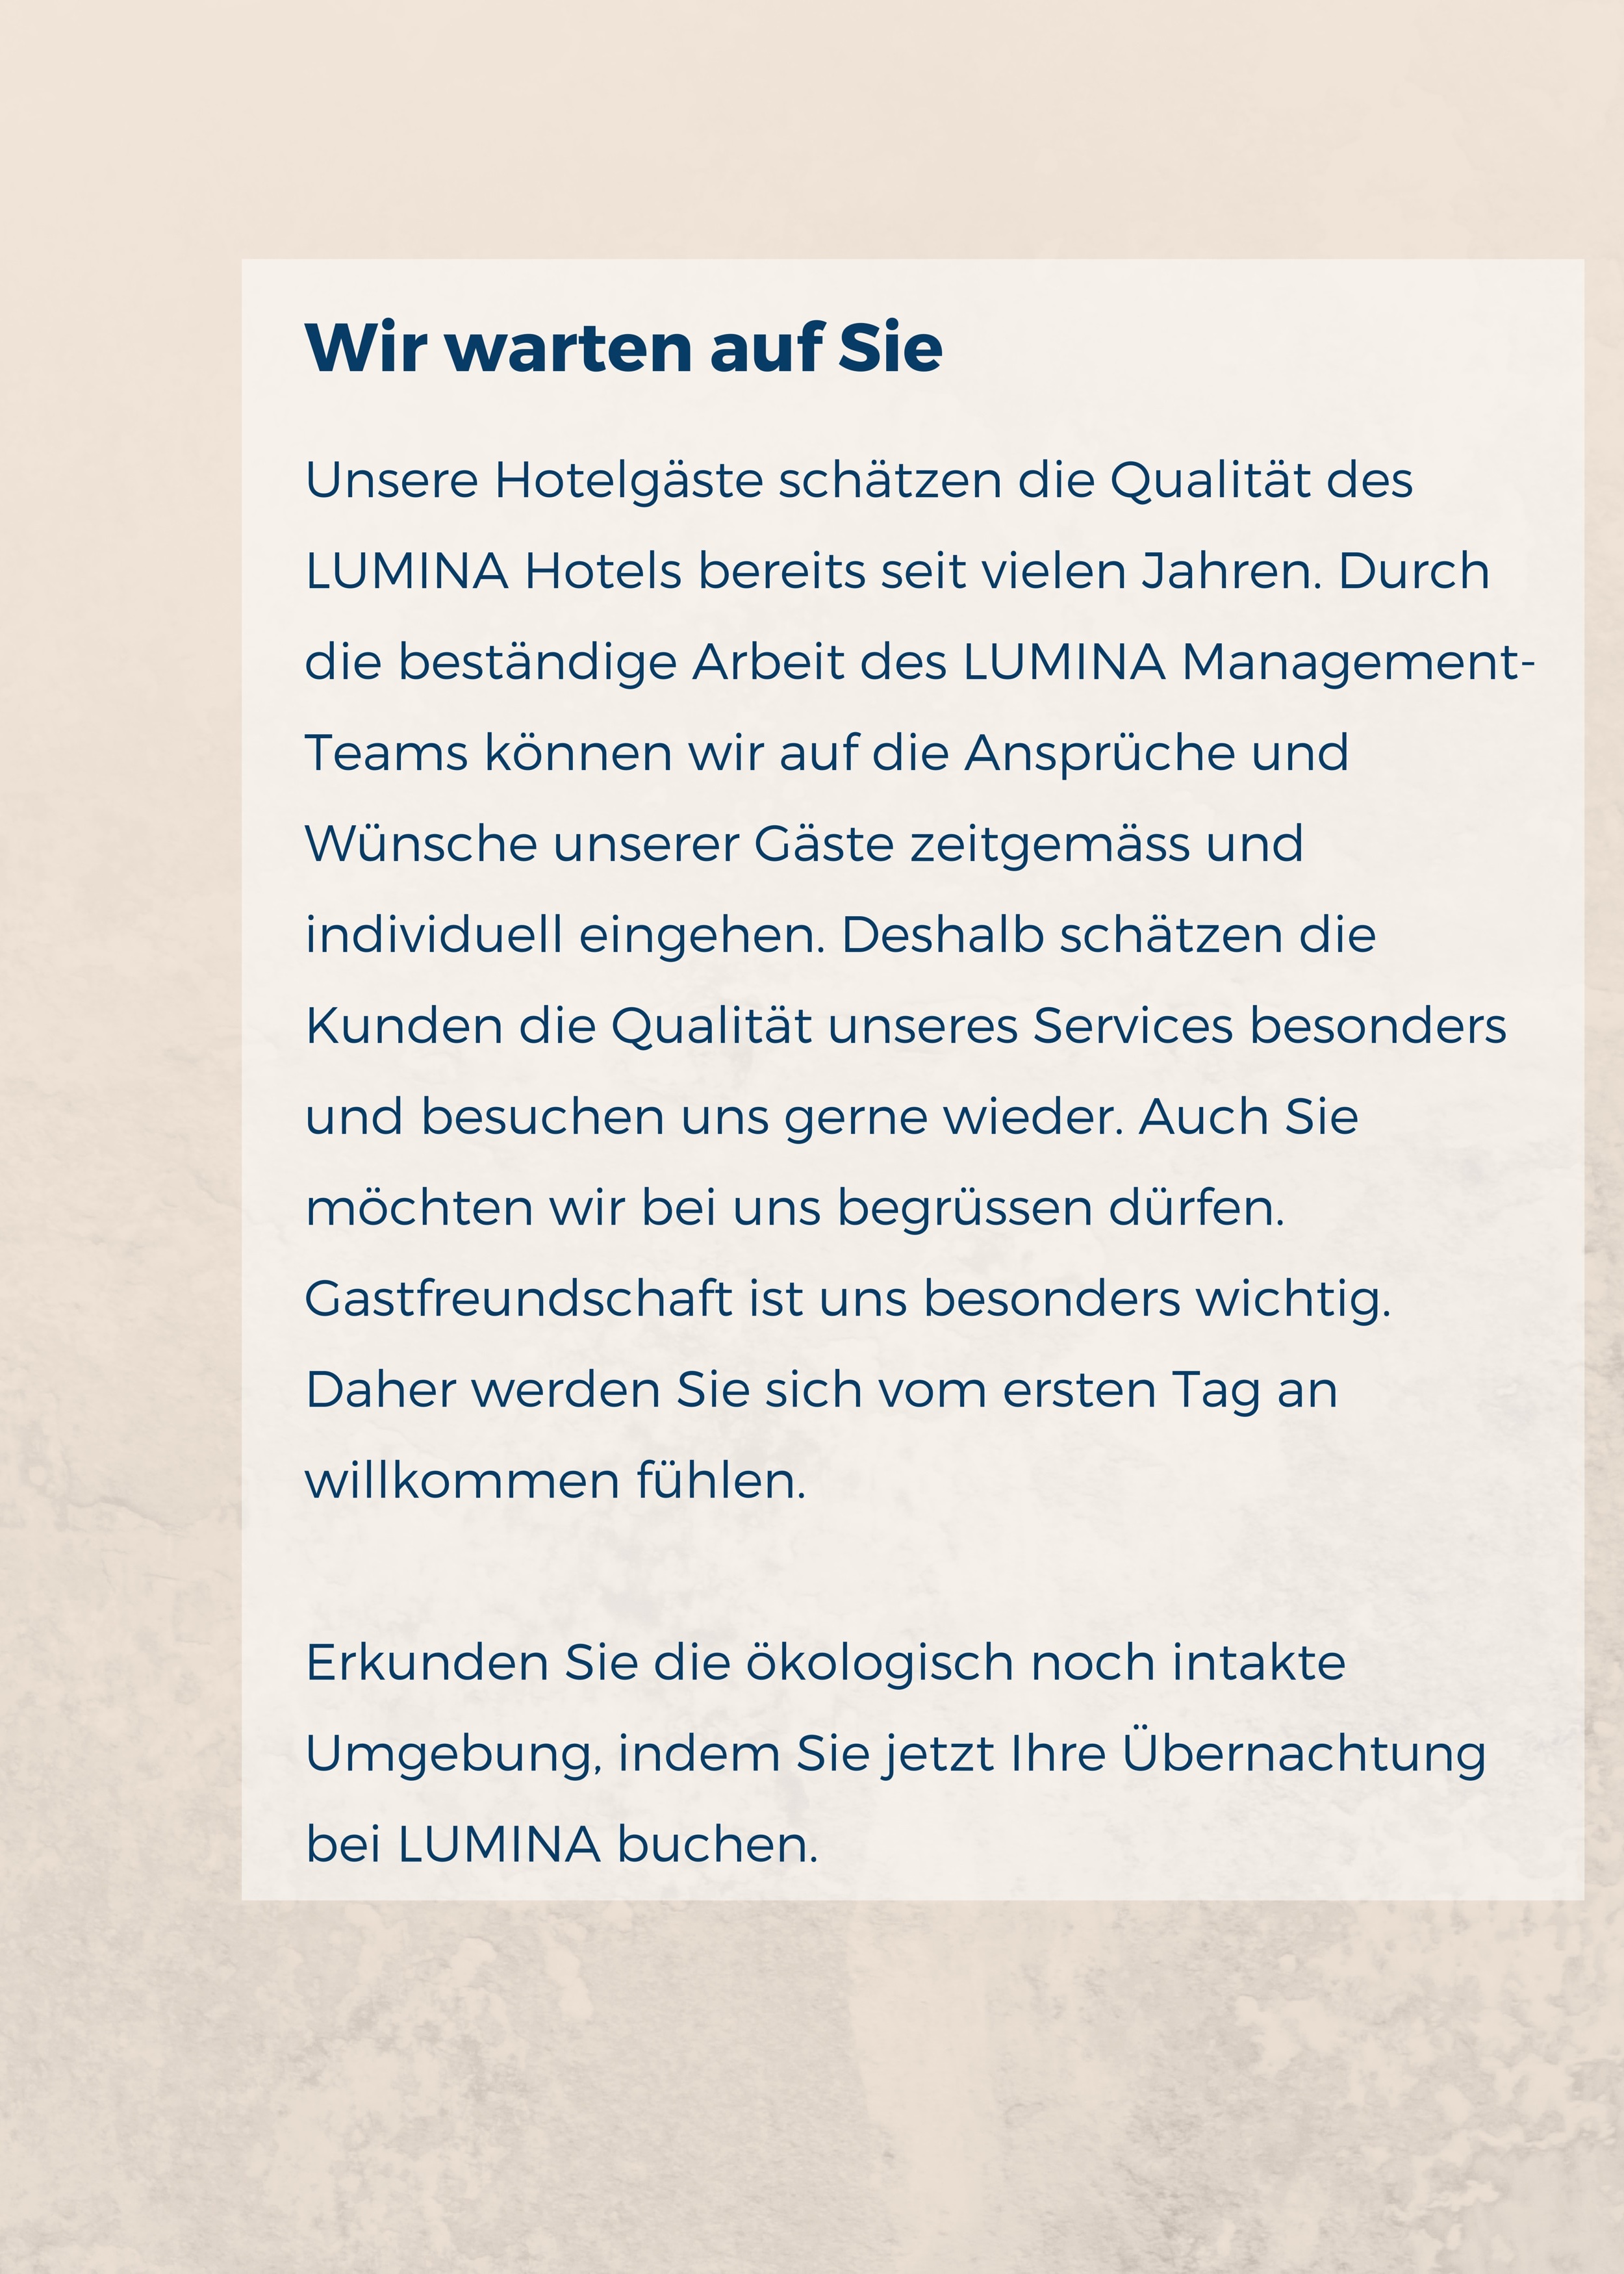 Wir warten auf Sie
Unsere Hotelgäste schätzen die Qualität des
LUMINA Hotels bereits seit vielen Jahren. Durch
die beständige Arbeit des LUMINA Management-
Teams können wir auf die Ansprüche und
Wünsche unserer Gäste zeitgemäss und
individuell eingehen. Deshalb schätzen die
Kunden die Qualität unseres Services besonders
und besuchen uns gerne wieder. Auch Sie
möchten wir bei uns begrüssen dürfen.
Gastfreundschaft ist uns besonders wichtig.
Daher werden Sie sich vom ersten Tag an
willkommen fühlen.
Erkunden Sie die ökologisch noch intakte
Umgebung, indem Sie jetzt Ihre Übernachtung
bei LUMINA buchen.